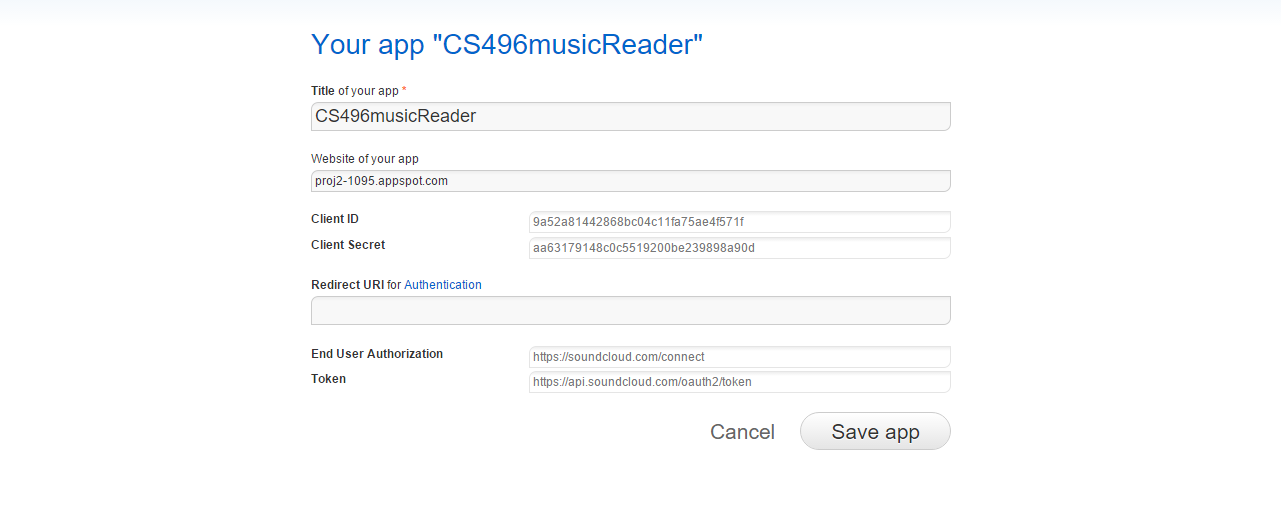 Your app "CS496musicReader"
Title of your app *
CS496musicReader
Website of your app
proj2-1095.appspot.com
Client ID 9a52a81442868bc04c11fa75ae4f571f
Client Secret aa63179148c0c5519200be239898a90d
Redirect URI for Authentication
End User Authorization https://soundcloud.com/connect
Token https://api.soundcloud.com/oauth2/token
Cancel Save app